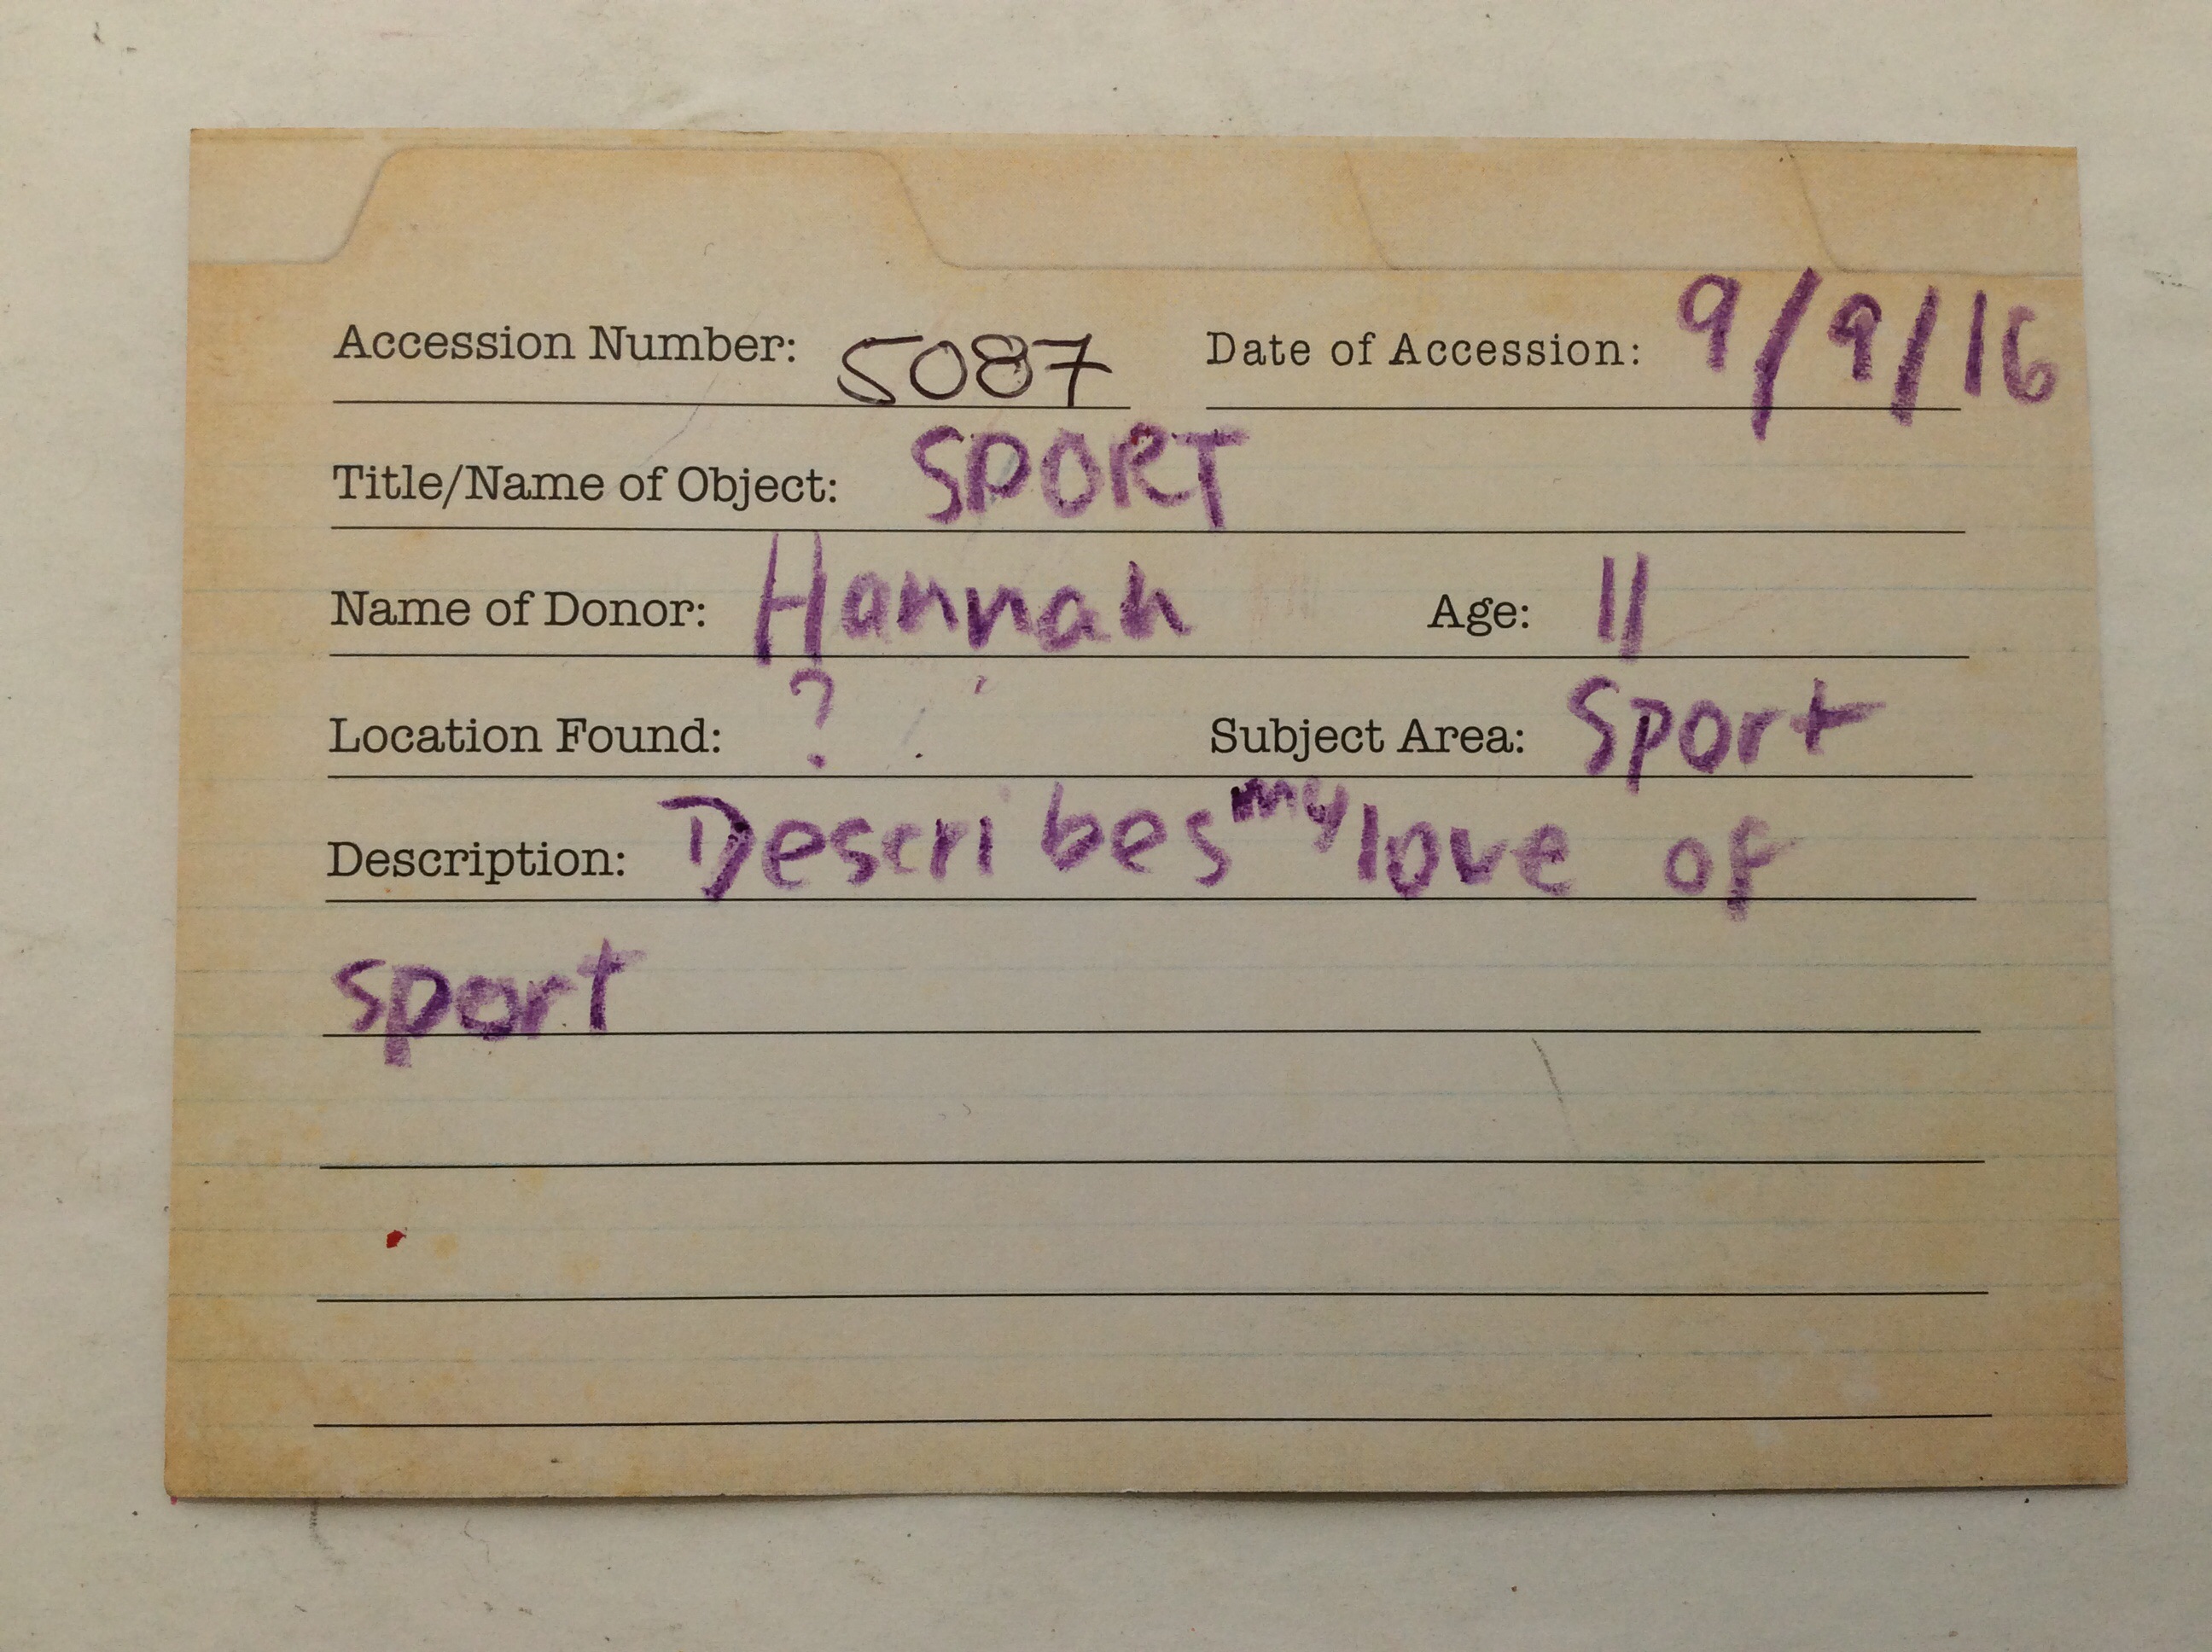 Accession Number: 5087 Date of Accession: 9/9/16
Title/Name of Object: SPORT
Name of Donor: Hannah Age: 11
Location Found: ? Subject Area: Sport
Description: Describes my love of
sport